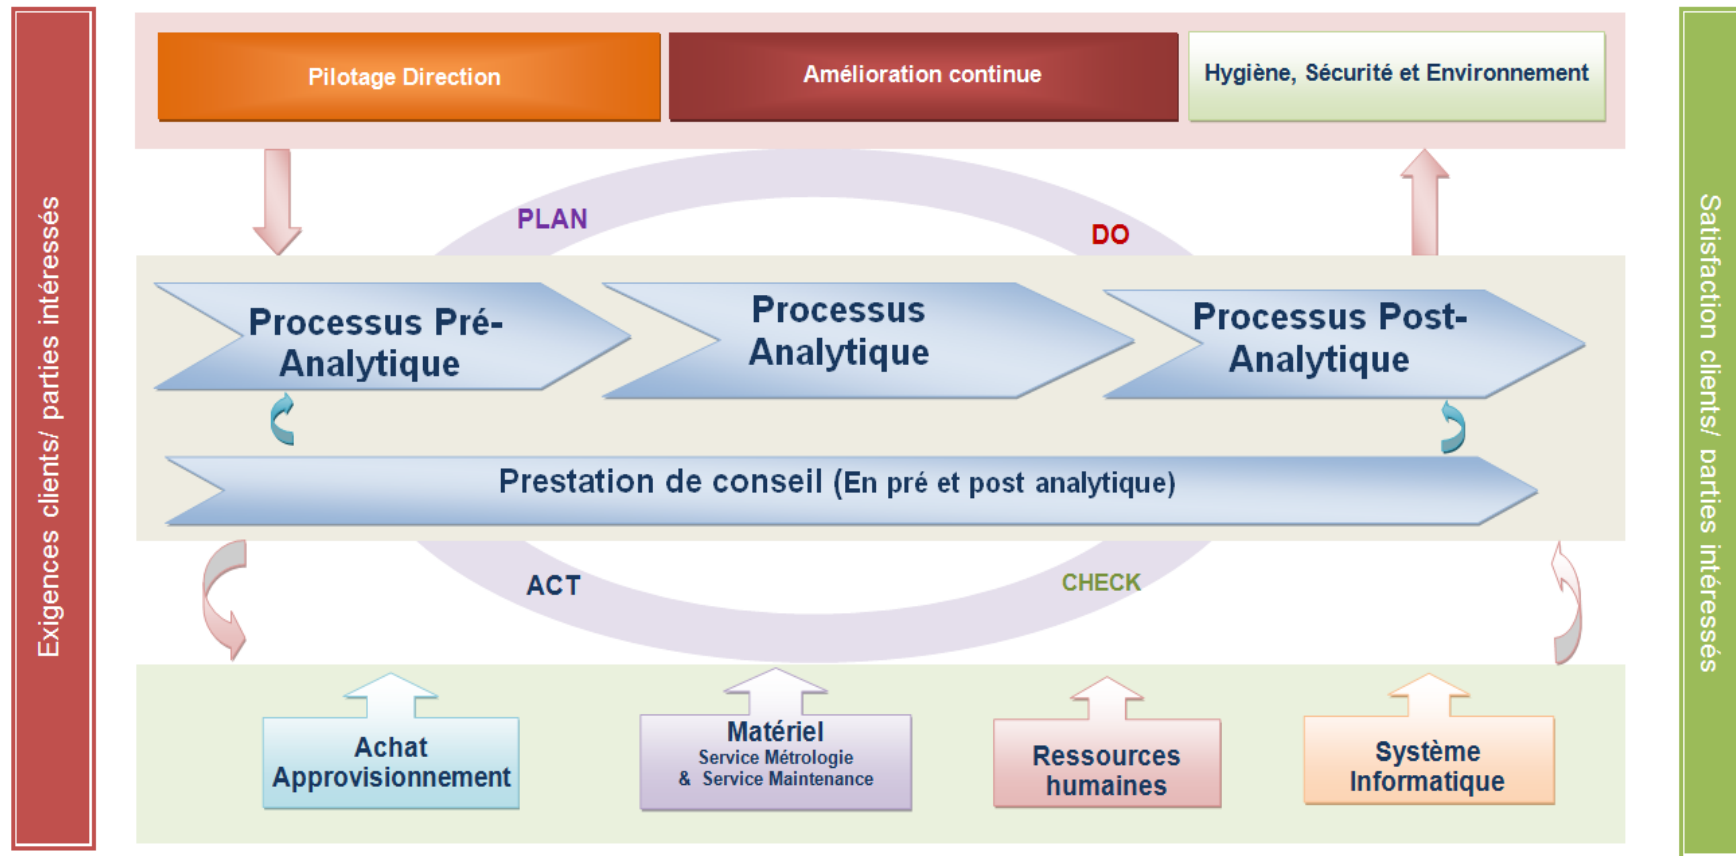 Exigences clients/ parties intéressés
Pilotage Direction
Amélioration continue
Hygiène, Sécurité et Environnement
PLAN
DO
Processus Pré-
Analytique
Processus
Analytique
Processus Post-
Analytique
Prestation de conseil (En pré et post analytique)
ACT
CHECK
Achat
Approvisionnement
Matériel
Service Métrologie
& Service Maintenance
Ressources
humaines
Système
Informatique
Satisfaction clients/ parties intéressés